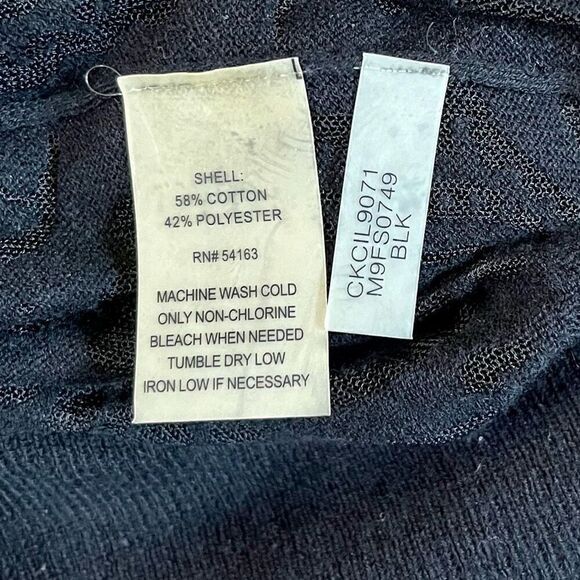 SHELL:
58% COTTON
42% POLYESTER
RN# 54163
MACHINE WASH COLD
ONLY NON-CHLORINE
BLEACH WHEN NEEDED
TUMBLE DRY LOW
IRON LOW IF NECESSARY
CKCIL9071
M9FS0749
BLK